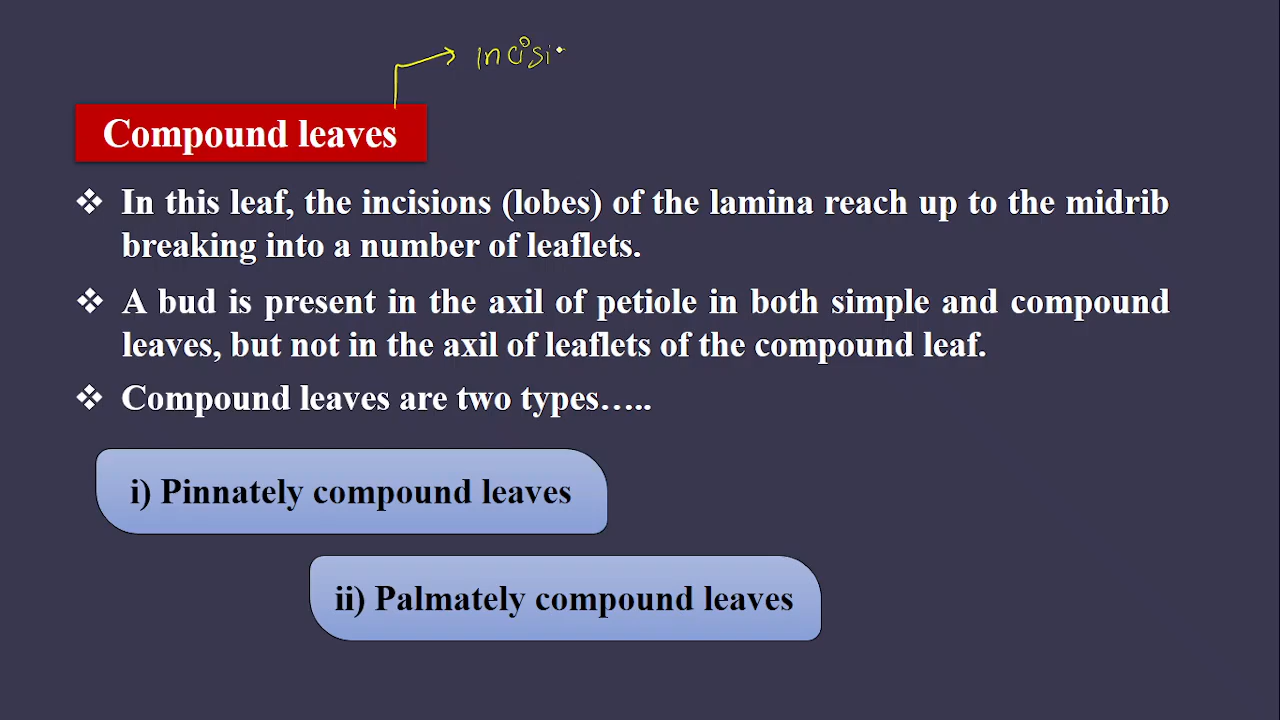 incisi
Compound leaves
❖ In this leaf, the incisions (lobes) of the lamina reach up to the midrib
breaking into a number of leaflets.
❖ A bud is present in the axil of petiole in both simple and compound
leaves, but not in the axil of leaflets of the compound leaf.
❖ Compound leaves are two types…..
i) Pinnately compound leaves
ii) Palmately compound leaves